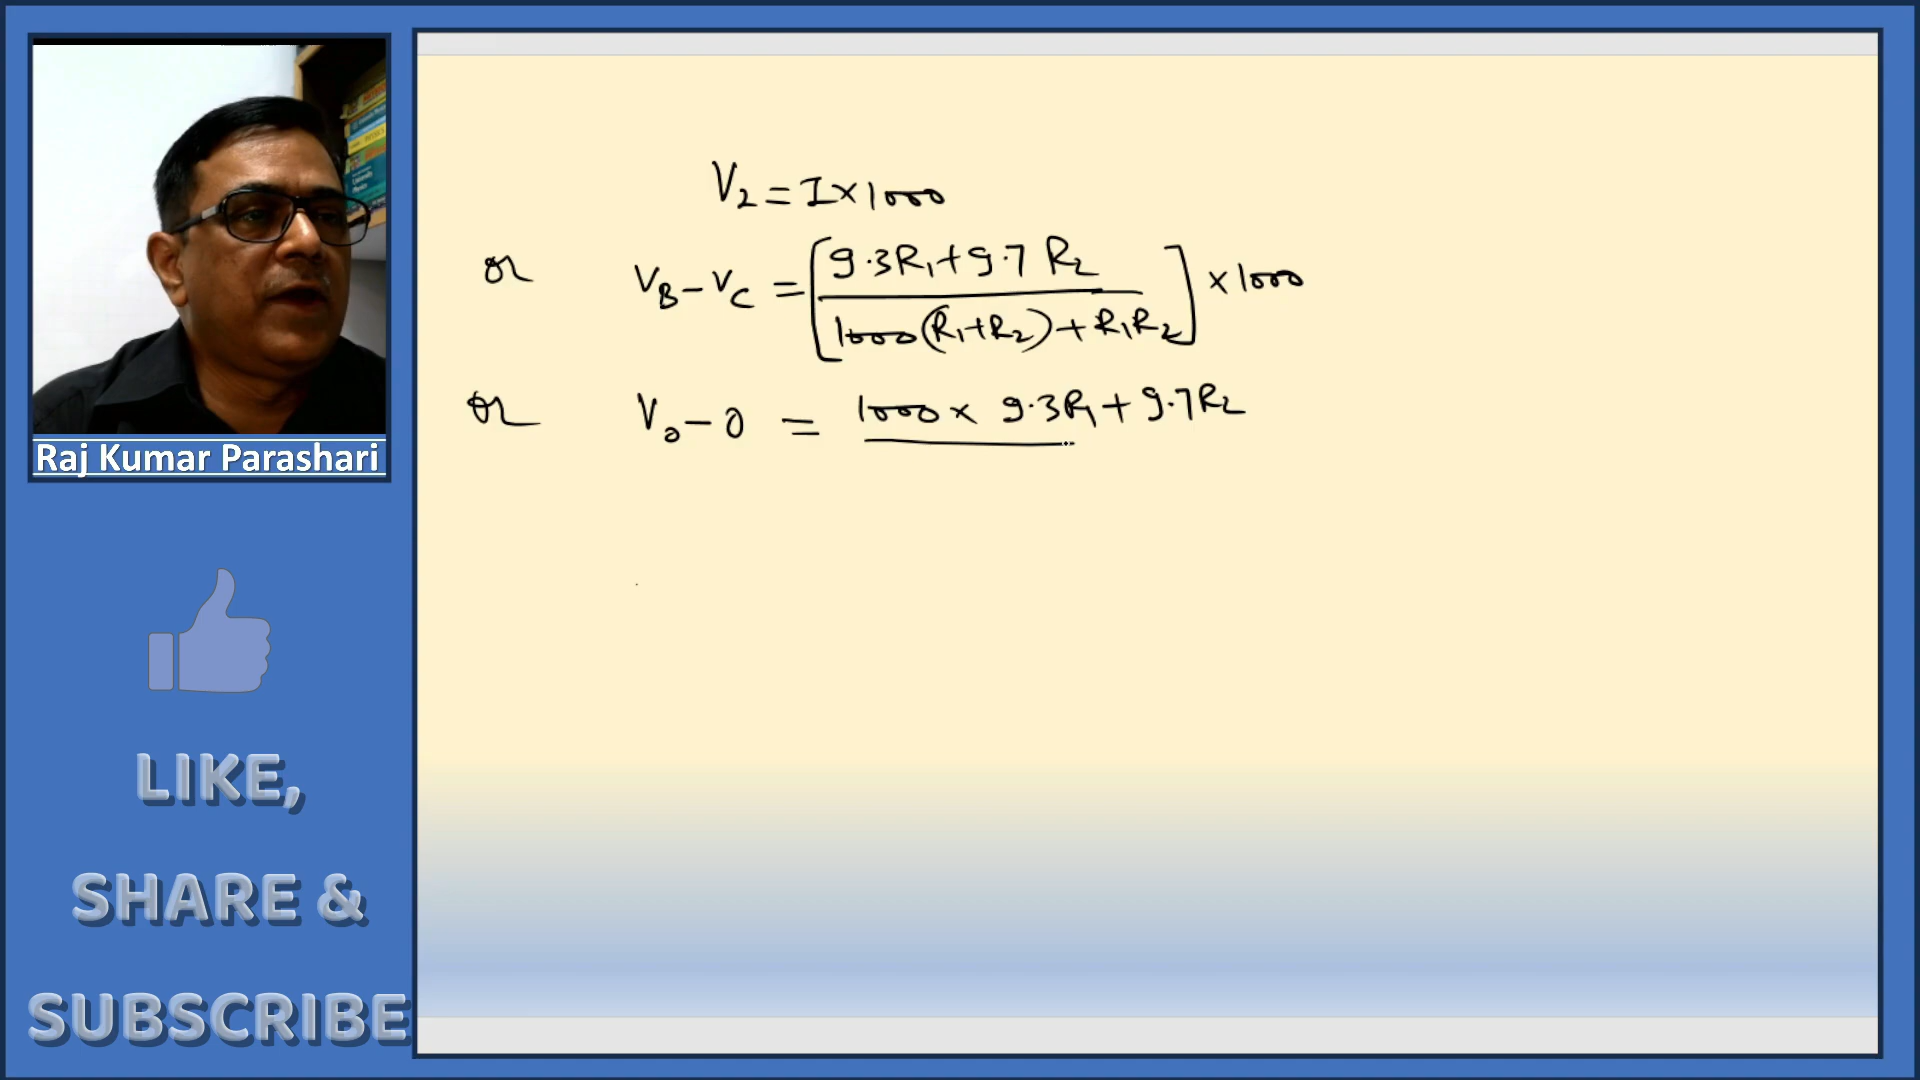 V₂ = I × 1000
or V_B − V_C = [ (9.3R₁ + 9.7 R₂) / (1000(R₁+R₂) + R₁R₂) ] × 1000
or V₀ − 0 = 1000 × 9.3R₁ + 9.7R₂
Raj Kumar Parashari
LIKE,
SHARE &
SUBSCRIBE